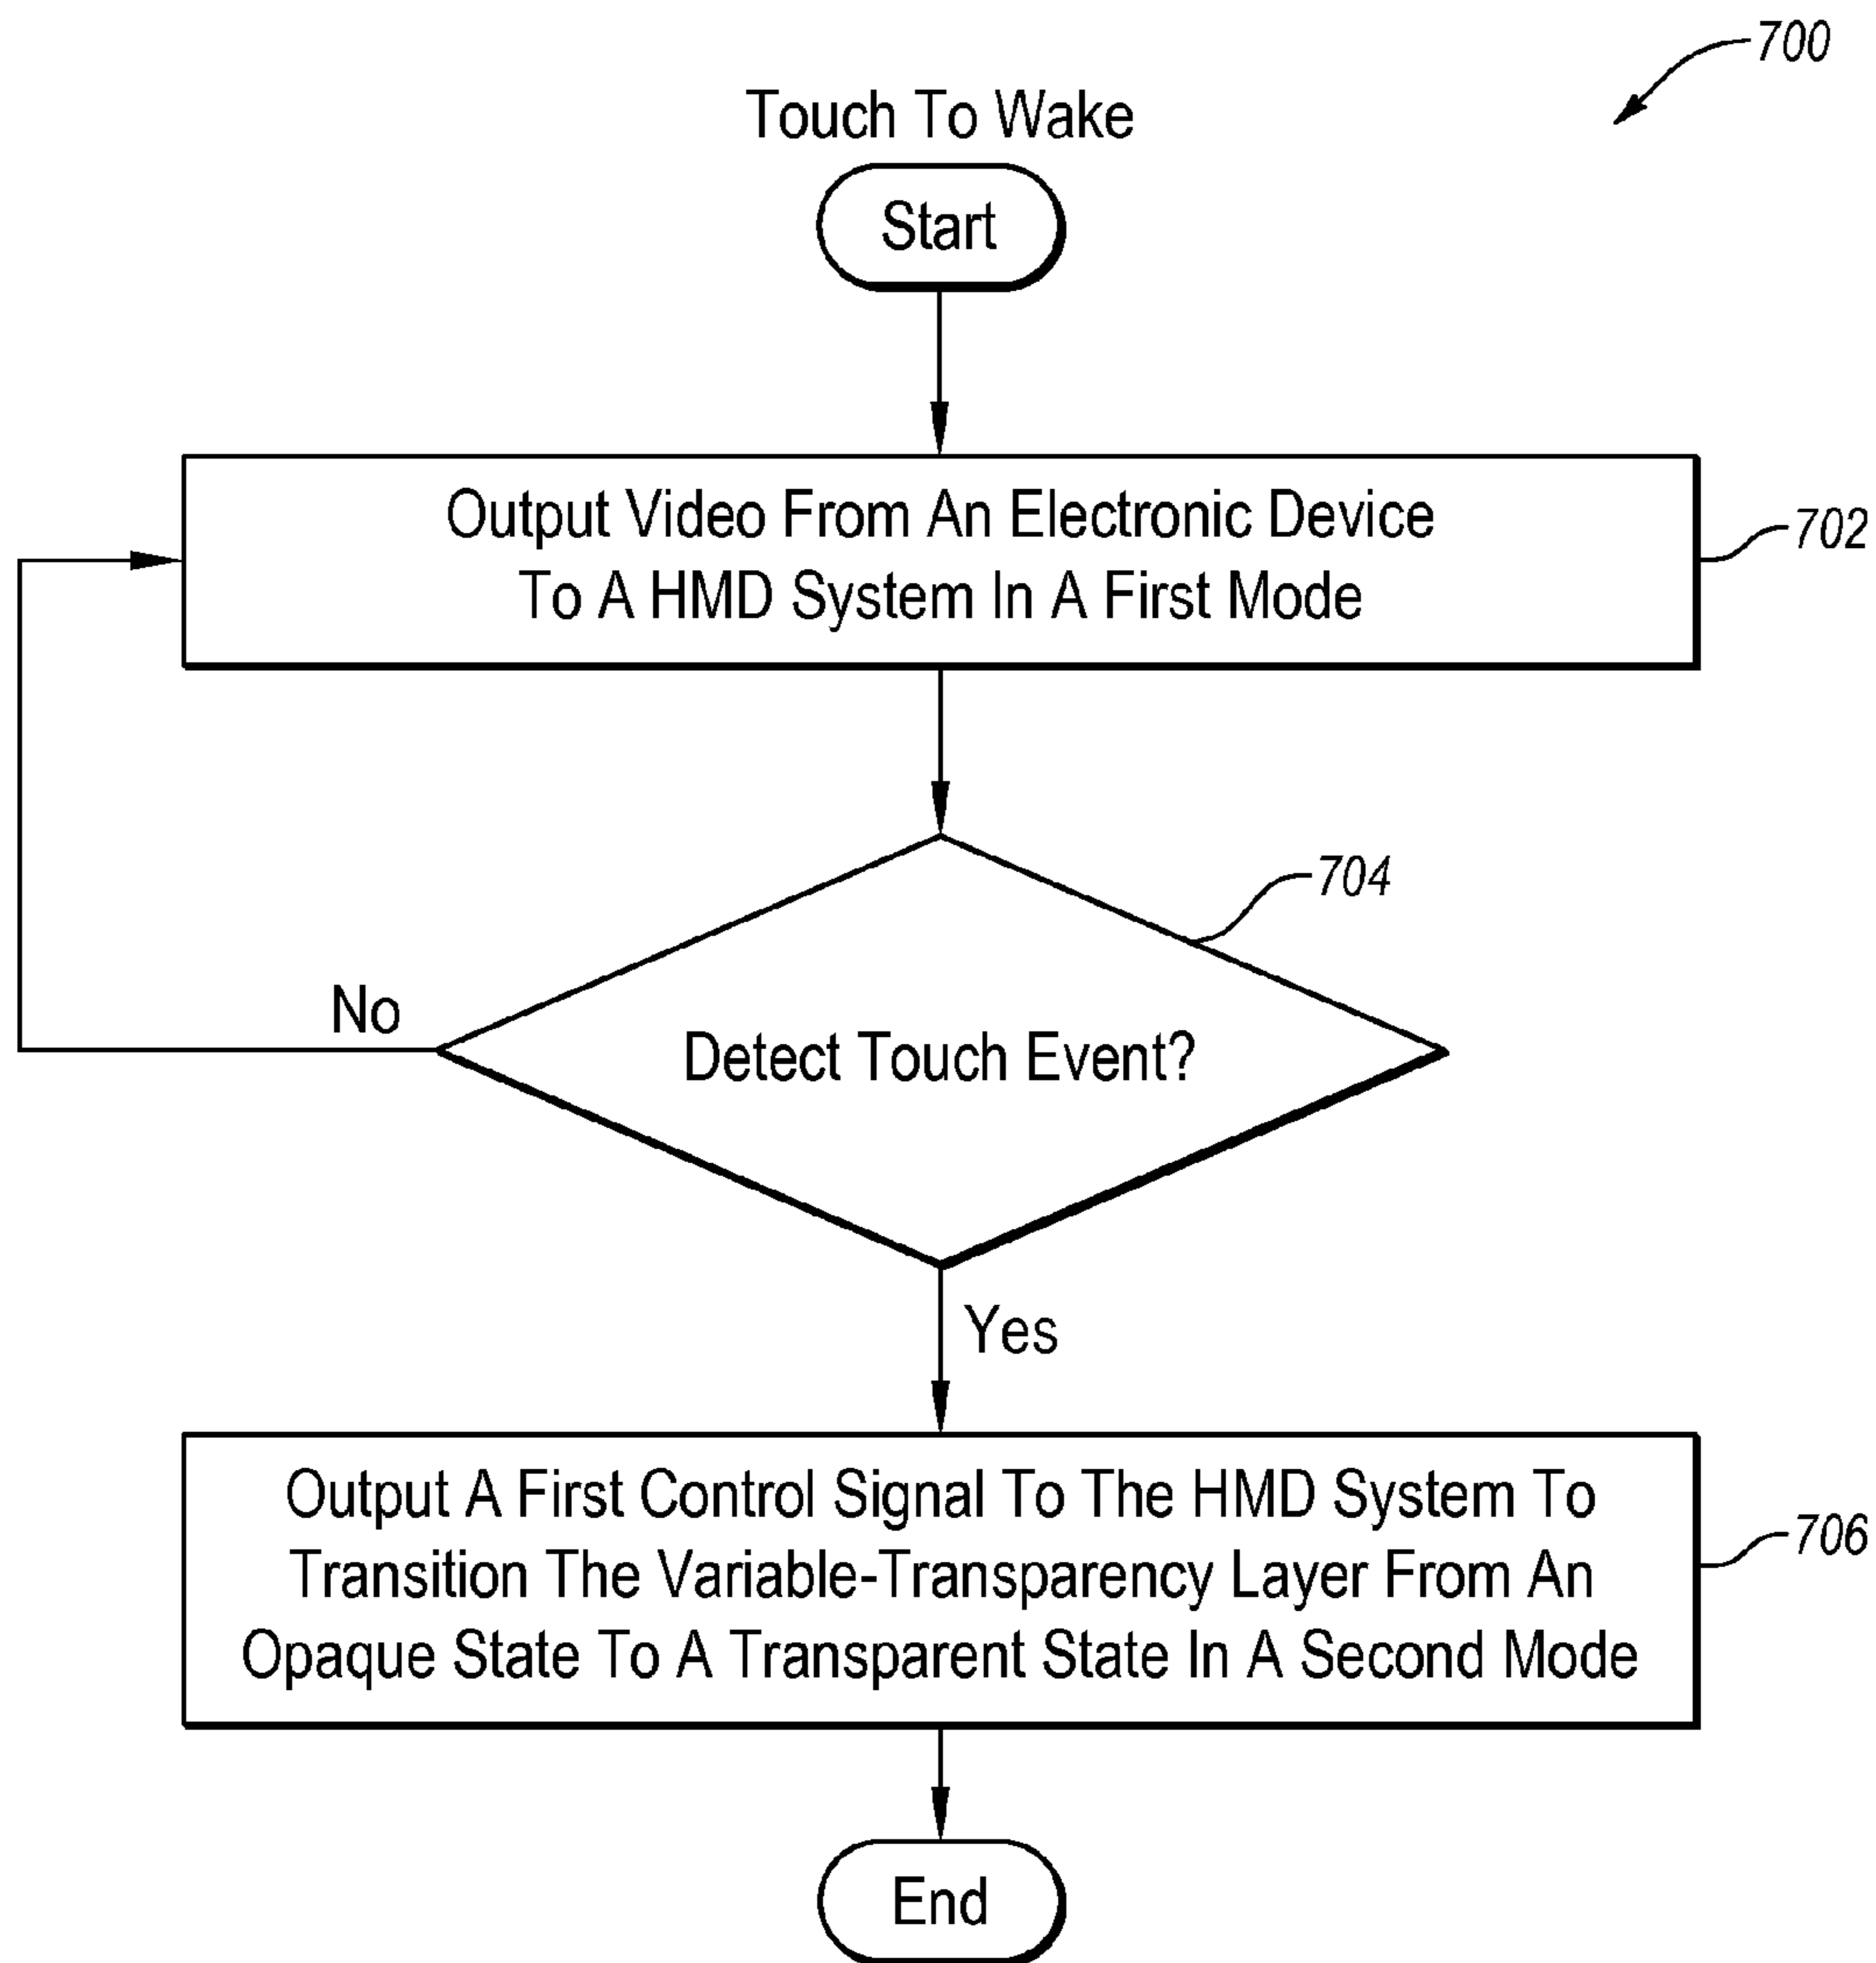 700
Touch To Wake
Start
Output Video From An Electronic Device
To A HMD System In A First Mode
702
704
No
Detect Touch Event?
Yes
Output A First Control Signal To The HMD System To
Transition The Variable-Transparency Layer From An
Opaque State To A Transparent State In A Second Mode
706
End